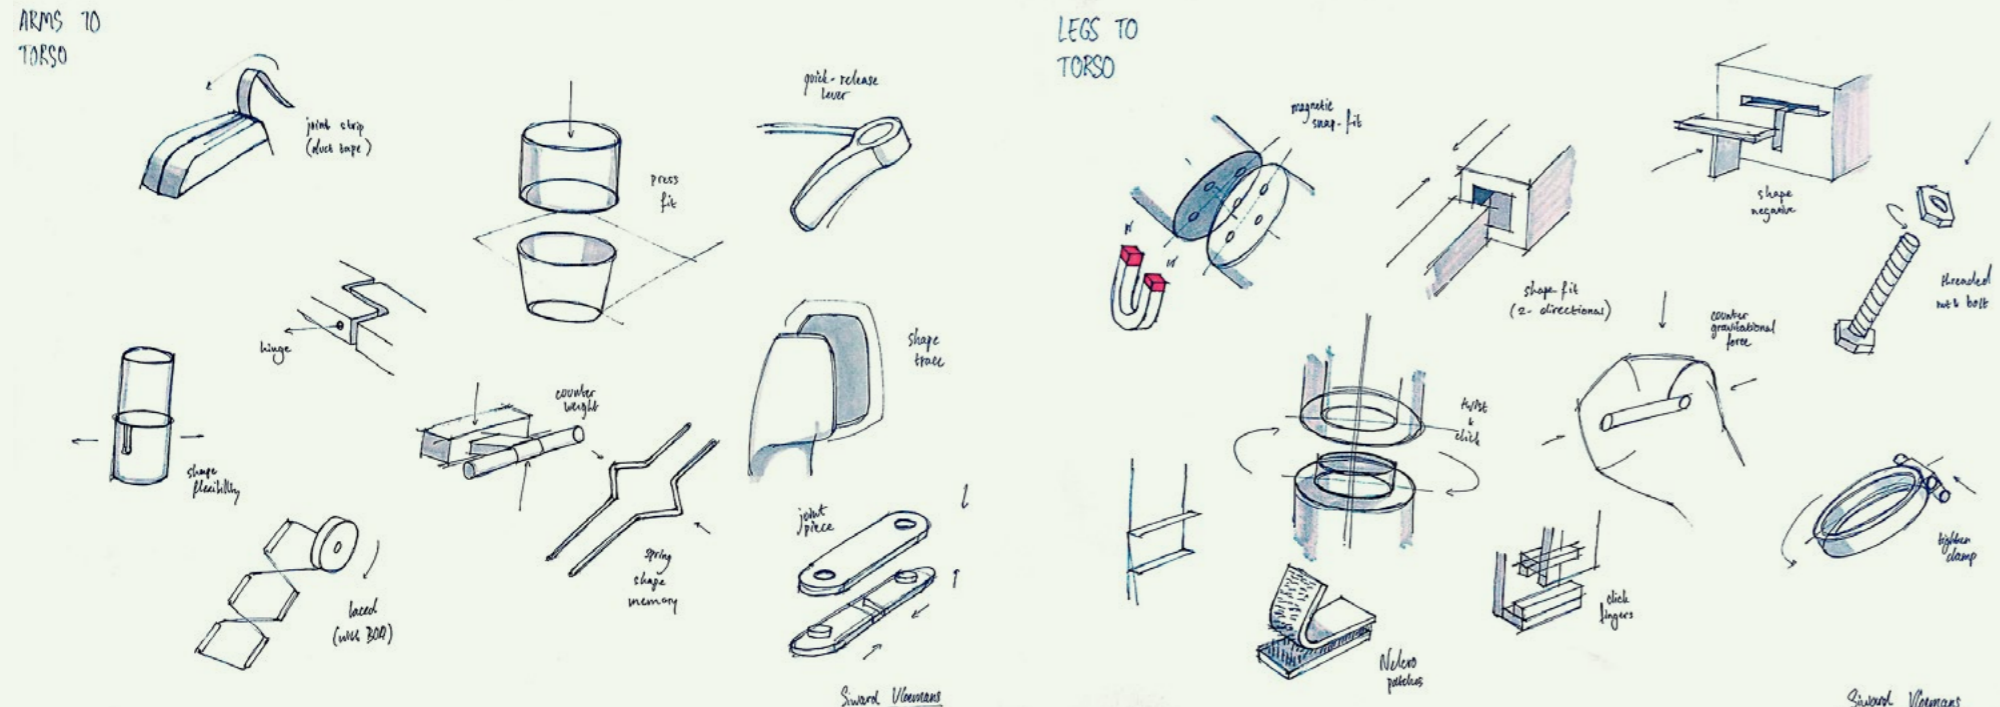 ARMS TO
TORSO
joint strip
(duct tape)
press
fit
quick-release
lever
hinge
shape
trace
shape
flexibility
counter
weight
spring
shape
memory
joint
piece
laced
(with BOA)
Siward Vloemans
LEGS TO
TORSO
magnetic
snap-fit
N
N
shape fit
(2-directional)
shape
negative
threaded
nut & bolt
counter
gravitational
force
twist
&
click
click
fingers
tighten
clamp
Velcro
patches
Siward Vloemans